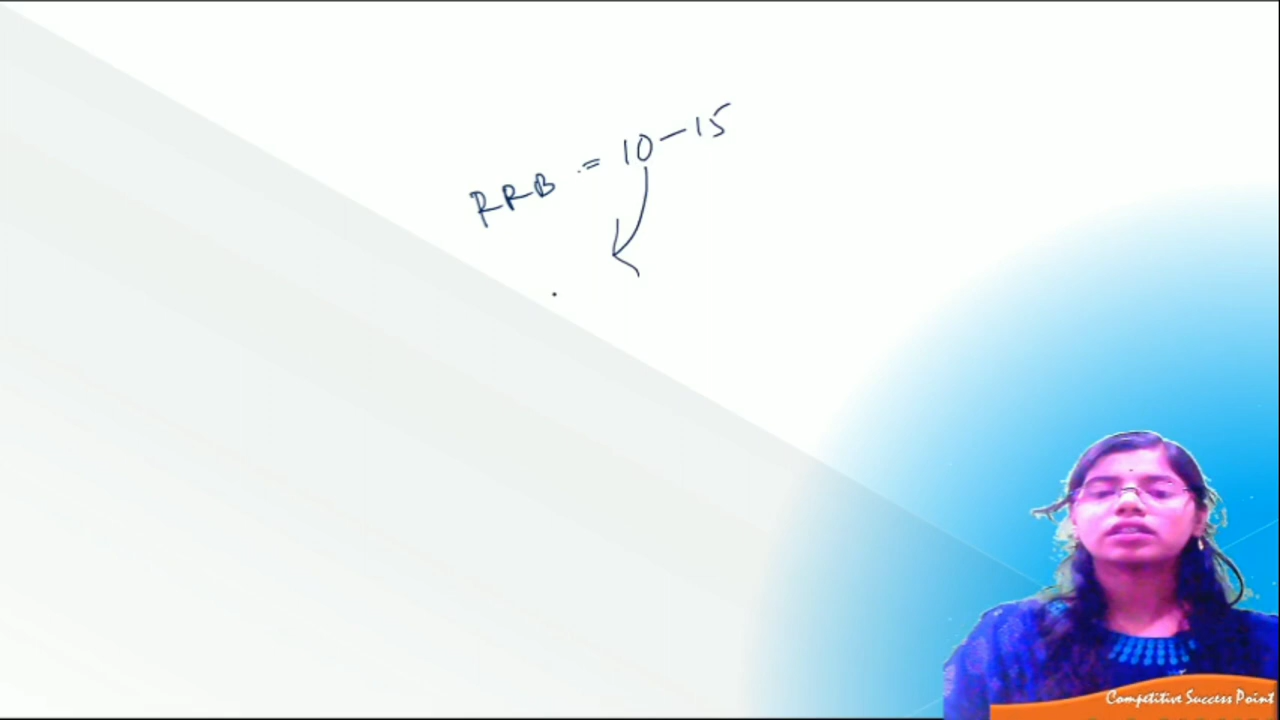 RRB = 10-15
Competitive Success Point